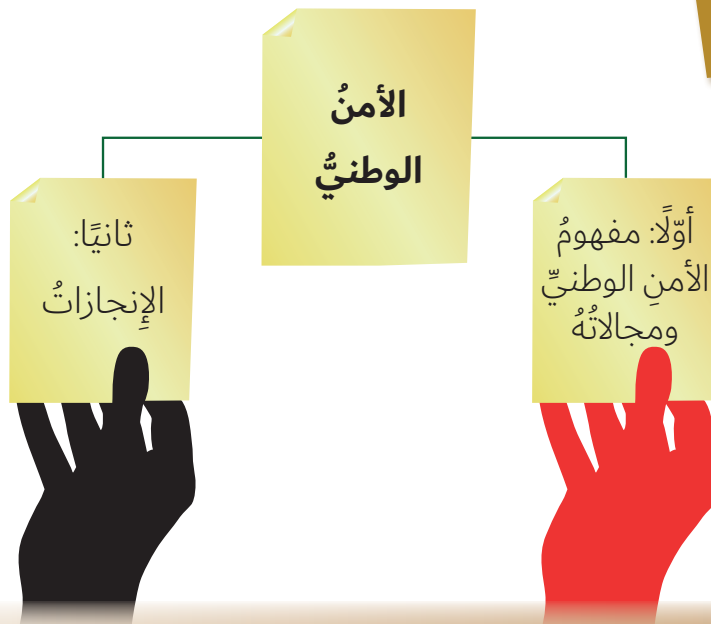 الأمنُ
الوطنيُّ
أوّلًا: مفهومُ
الأمنِ الوطنيِّ
ومجالاتُهُ
ثانيًا:
الإِنجازاتُ